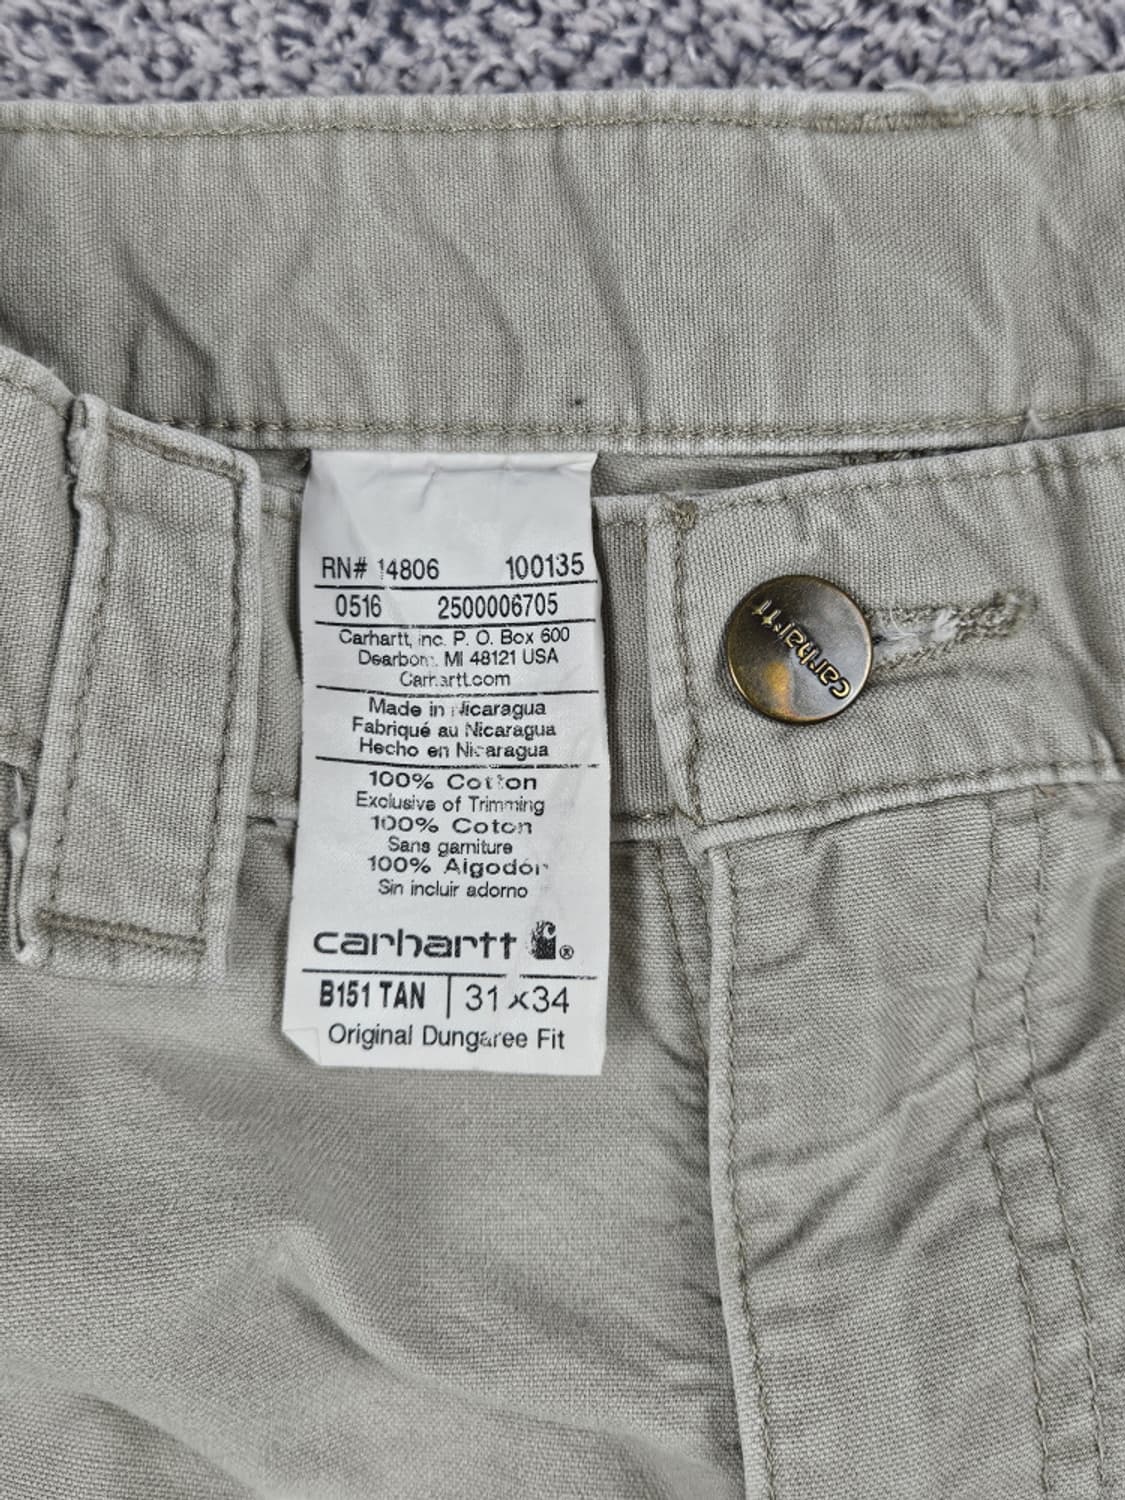 RN# 14806 100135
0516 2500006705
Carhartt, Inc. P. O. Box 600
Dearborn, MI 48121 USA
Carhartt.com
Made in Nicaragua
Fabriqué au Nicaragua
Hecho en Nicaragua
100% Cotton
Exclusive of Trimming
100% Coton
Sans garniture
100% Algodón
Sin incluir adorno
carhartt ®
B151 TAN | 31 x 34
Original Dungaree Fit
carhartt